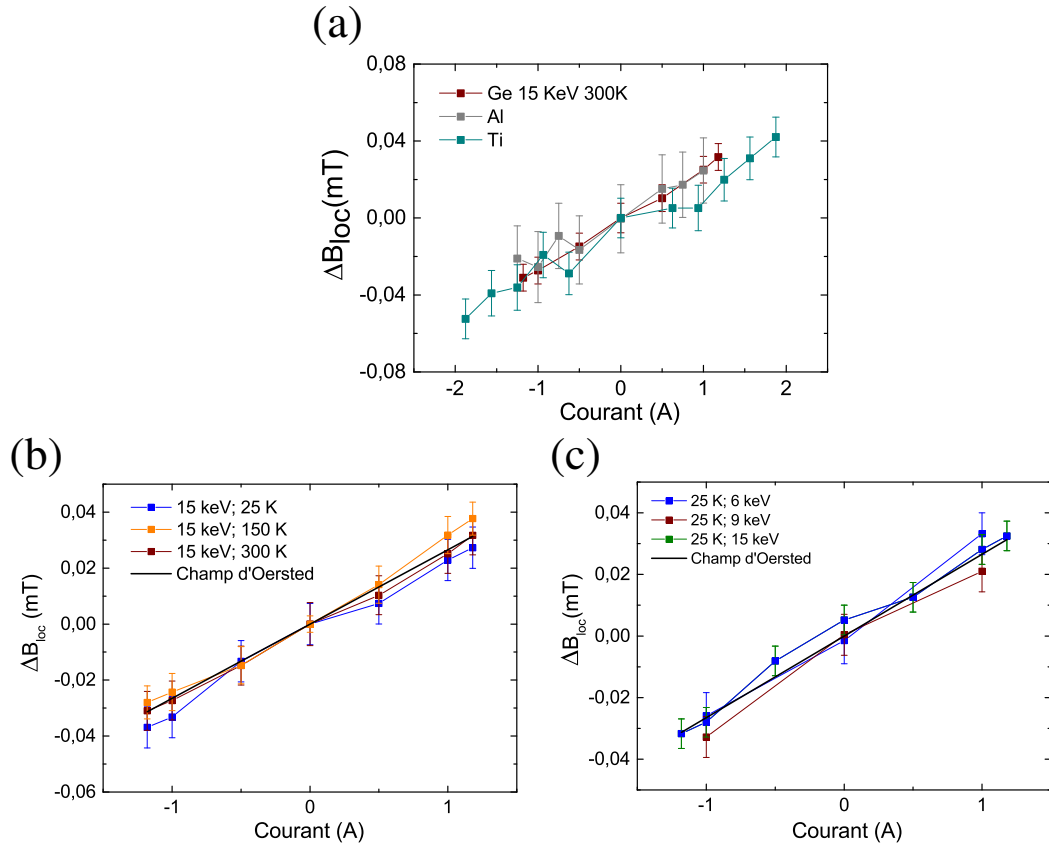 (a)
0,08
0,04
0,00
-0,04
-0,08
ΔBloc(mT)
Ge 15 KeV 300K
Al
Ti
-2 -1 0 1 2
Courant (A)
(b)
0,04
0,02
0,00
-0,02
-0,04
-0,06
ΔBloc (mT)
15 keV; 25 K
15 keV; 150 K
15 keV; 300 K
Champ d'Oersted
-1 0 1
Courant (A)
(c)
0,04
0,02
0,00
-0,02
-0,04
ΔBloc (mT)
25 K; 6 keV
25 K; 9 keV
25 K; 15 keV
Champ d'Oersted
-1 0 1
Courant (A)